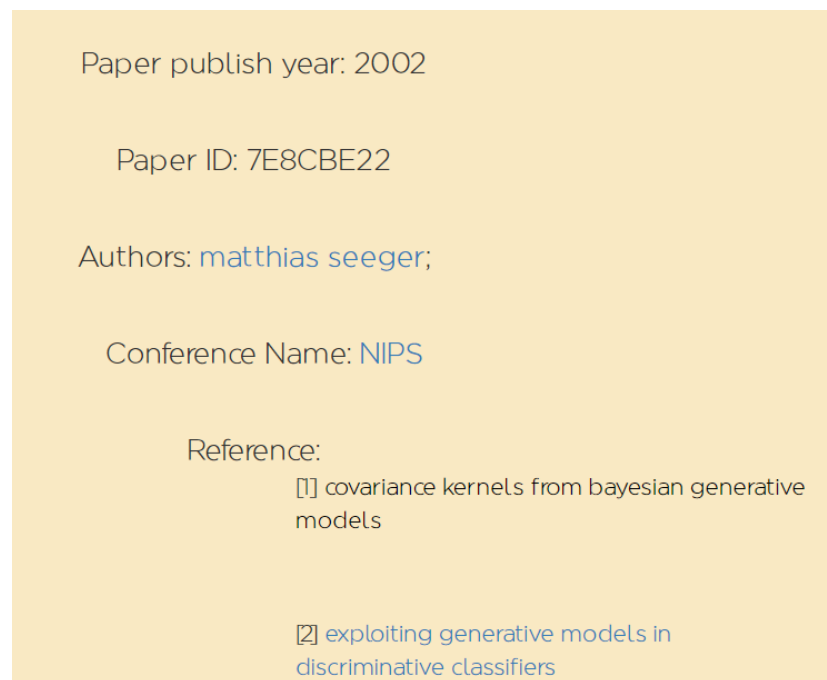 Paper publish year: 2002
Paper ID: 7E8CBE22
Authors: matthias seeger;
Conference Name: NIPS
Reference:
[1] covariance kernels from bayesian generative
models
[2] exploiting generative models in
discriminative classifiers